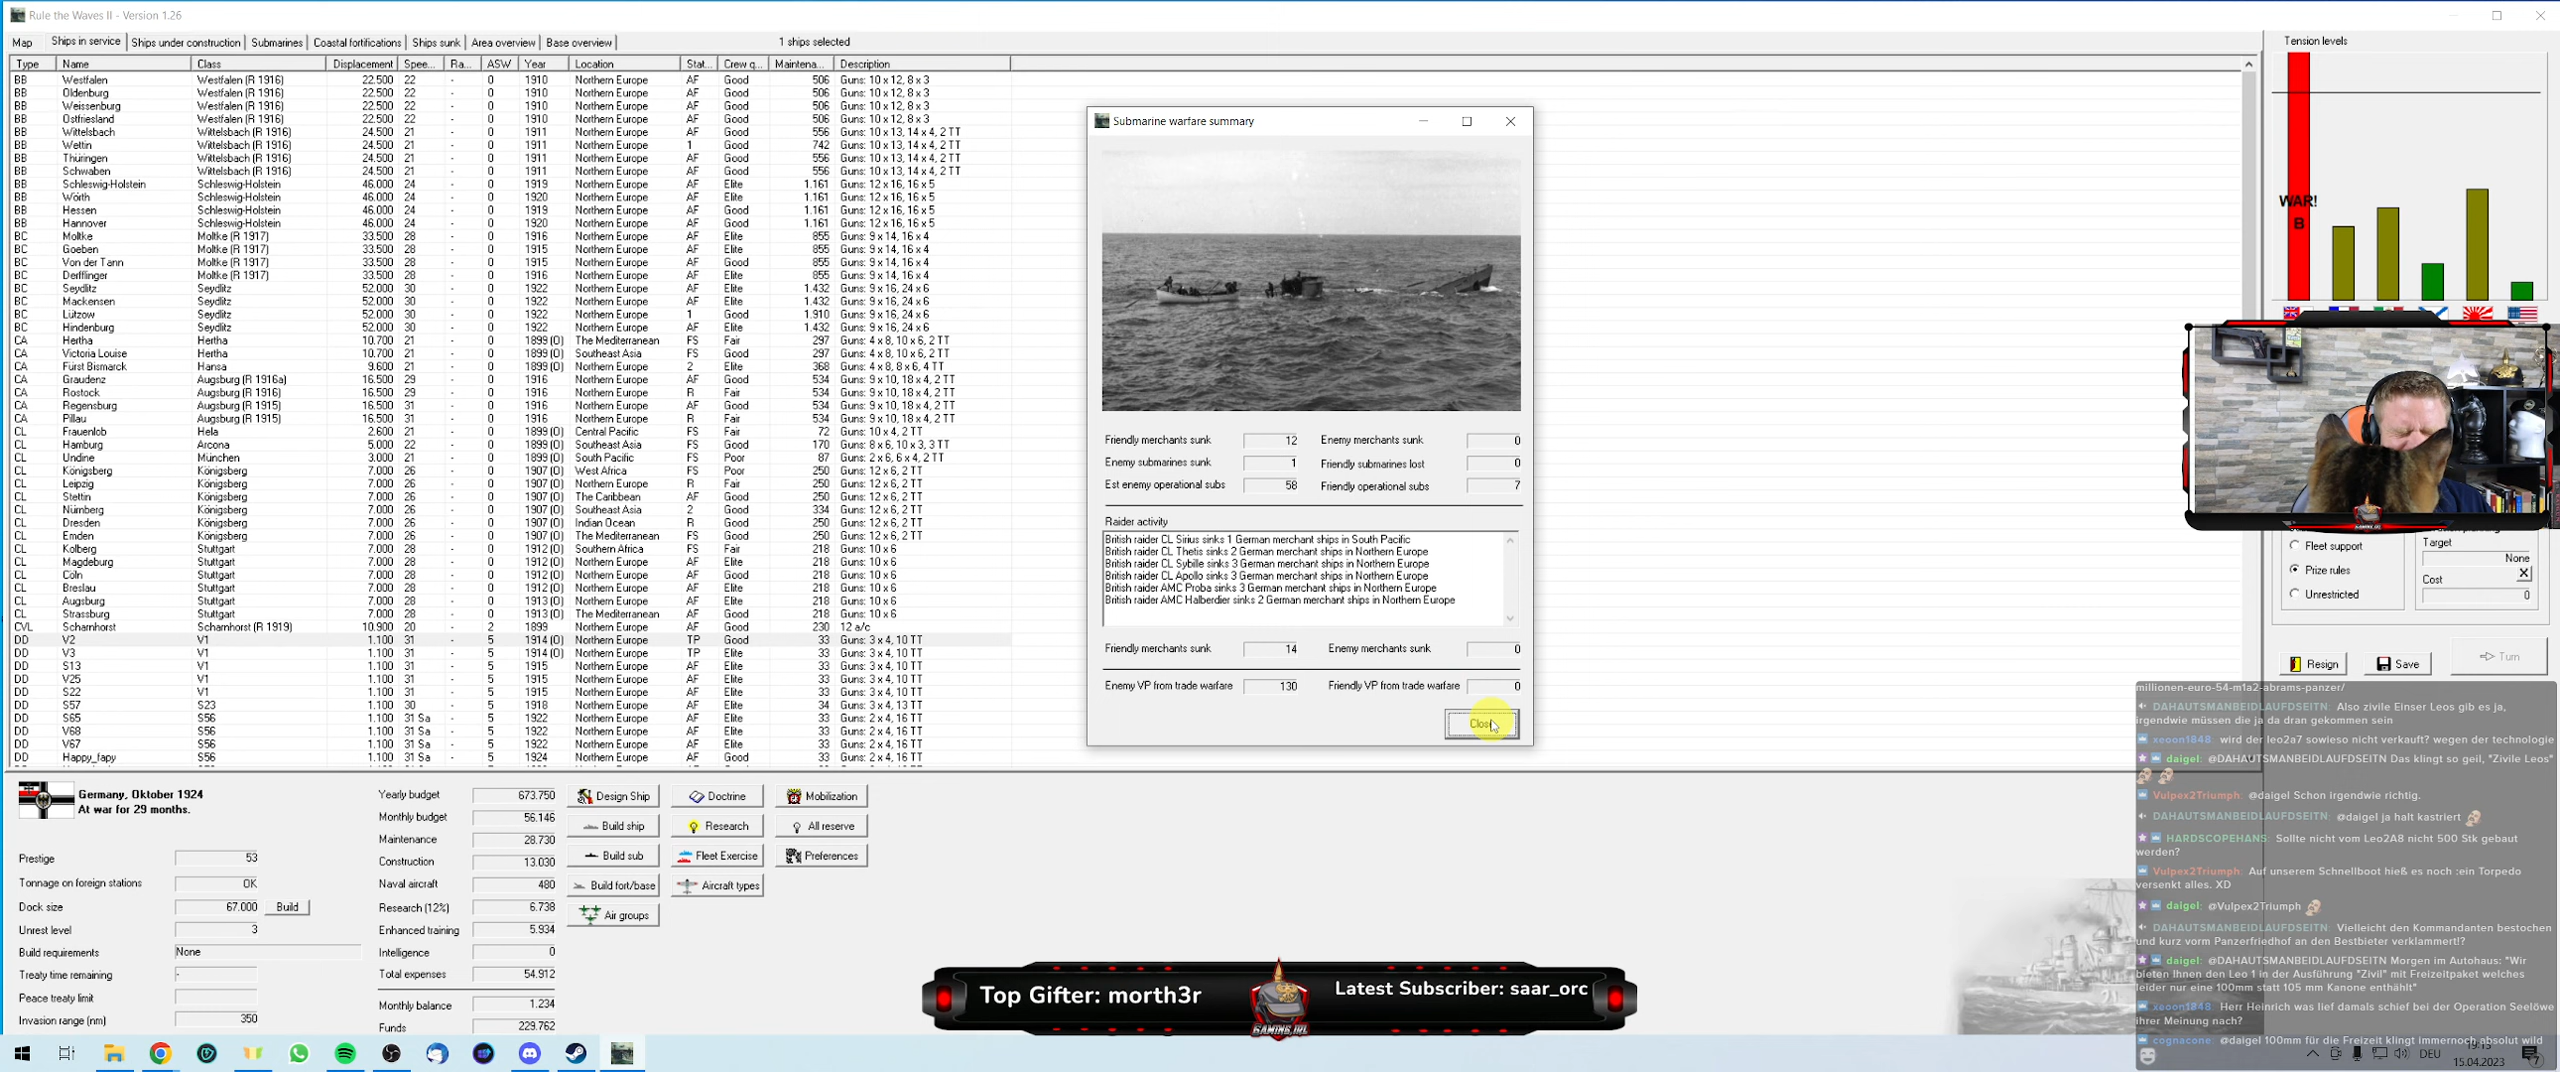 Rule the Waves II - Version 1.26
Map Ships in service Ships under construction Submarines Coastal fortifications Ships sunk Area overview Base overview 1 ships selected
Type Name Class Displacement Spee... Ra... ASW Year Location Stat... Crew q... Maintena... Description
BB Westfalen Westfalen (R 1916) 22.500 22 - 0 1910 Northern Europe AF Good 506 Guns: 10 x 12, 8 x 3
BB Oldenburg Westfalen (R 1916) 22.500 22 - 0 1910 Northern Europe AF Good 506 Guns: 10 x 12, 8 x 3
BB Weissenburg Westfalen (R 1916) 22.500 22 - 0 1910 Northern Europe AF Good 506 Guns: 10 x 12, 8 x 3
BB Ostfriesland Westfalen (R 1916) 22.500 22 - 0 1910 Northern Europe AF Good 506 Guns: 10 x 12, 8 x 3
BB Wittelsbach Wittelsbach (R 1916) 24.500 21 - 0 1911 Northern Europe AF Good 556 Guns: 10 x 13, 14 x 4, 2 TT
BB Wettin Wittelsbach (R 1916) 24.500 21 - 0 1911 Northern Europe 1 Good 742 Guns: 10 x 13, 14 x 4, 2 TT
BB Thüringen Wittelsbach (R 1916) 24.500 21 - 0 1911 Northern Europe AF Good 556 Guns: 10 x 13, 14 x 4, 2 TT
BB Schwaben Wittelsbach (R 1916) 24.500 21 - 0 1911 Northern Europe AF Good 556 Guns: 10 x 13, 14 x 4, 2 TT
BB Schleswig-Holstein Schleswig-Holstein 46.000 24 - 0 1919 Northern Europe AF Elite 1.161 Guns: 12 x 16, 16 x 5
BB Wörth Schleswig-Holstein 46.000 24 - 0 1920 Northern Europe AF Elite 1.161 Guns: 12 x 16, 16 x 5
BB Hessen Schleswig-Holstein 46.000 24 - 0 1919 Northern Europe AF Good 1.161 Guns: 12 x 16, 16 x 5
BB Hannover Schleswig-Holstein 46.000 24 - 0 1920 Northern Europe AF Good 1.161 Guns: 12 x 16, 16 x 5
BC Moltke Moltke (R 1917) 33.500 28 - 0 1916 Northern Europe AF Elite 855 Guns: 9 x 14, 16 x 4
BC Goeben Moltke (R 1917) 33.500 28 - 0 1915 Northern Europe AF Elite 855 Guns: 9 x 14, 16 x 4
BC Von der Tann Moltke (R 1917) 33.500 28 - 0 1915 Northern Europe AF Good 855 Guns: 9 x 14, 16 x 4
BC Derfflinger Moltke (R 1917) 33.500 28 - 0 1916 Northern Europe AF Elite 855 Guns: 9 x 14, 16 x 4
BC Seydlitz Seydlitz 52.000 30 - 0 1922 Northern Europe AF Elite 1.432 Guns: 9 x 16, 24 x 6
BC Mackensen Seydlitz 52.000 30 - 0 1922 Northern Europe AF Elite 1.432 Guns: 9 x 16, 24 x 6
BC Lützow Seydlitz 52.000 30 - 0 1922 Northern Europe 1 Good 1.910 Guns: 9 x 16, 24 x 6
BC Hindenburg Seydlitz 52.000 30 - 0 1922 Northern Europe AF Elite 1.432 Guns: 9 x 16, 24 x 6
CA Hertha Hertha 10.700 21 - 0 1899 (O) The Mediterranean FS Fair 297 Guns: 4 x 8, 10 x 6, 2 TT
CA Victoria Louise Hertha 10.700 21 - 0 1899 (O) Southeast Asia FS Good 297 Guns: 4 x 8, 10 x 6, 2 TT
CA Fürst Bismarck Hansa 9.600 21 - 0 1899 (O) Northern Europe 2 Elite 368 Guns: 4 x 8, 8 x 6, 4 TT
CA Graudenz Augsburg (R 1916a) 16.500 29 - 0 1916 Northern Europe AF Good 534 Guns: 9 x 10, 18 x 4, 2 TT
CA Rostock Augsburg (R 1916) 16.500 29 - 0 1916 Northern Europe R Fair 534 Guns: 9 x 10, 18 x 4, 2 TT
CA Regensburg Augsburg (R 1915) 16.500 31 - 0 1916 Northern Europe AF Good 534 Guns: 9 x 10, 18 x 4, 2 TT
CA Pillau Augsburg (R 1915) 16.500 31 - 0 1916 Northern Europe R Fair 534 Guns: 9 x 10, 18 x 4, 2 TT
CL Frauenlob Hela 2.600 21 - 0 1899 (O) Central Pacific FS Fair 72 Guns: 10 x 4, 2 TT
CL Hamburg Arcona 5.000 22 - 0 1899 (O) Southeast Asia FS Good 170 Guns: 8 x 6, 10 x 3, 3 TT
CL Undine München 3.000 21 - 0 1899 (O) South Pacific FS Poor 87 Guns: 2 x 6, 6 x 4, 2 TT
CL Königsberg Königsberg 7.000 26 - 0 1907 (O) West Africa FS Poor 250 Guns: 12 x 6, 2 TT
CL Leipzig Königsberg 7.000 26 - 0 1907 (O) Northern Europe R Fair 250 Guns: 12 x 6, 2 TT
CL Stettin Königsberg 7.000 26 - 0 1907 (O) The Caribbean AF Good 250 Guns: 12 x 6, 2 TT
CL Nürnberg Königsberg 7.000 26 - 0 1907 (O) Southeast Asia 2 Good 334 Guns: 12 x 6, 2 TT
CL Dresden Königsberg 7.000 26 - 0 1907 (O) Indian Ocean R Good 250 Guns: 12 x 6, 2 TT
CL Emden Königsberg 7.000 26 - 0 1907 (O) The Mediterranean FS Good 250 Guns: 12 x 6, 2 TT
CL Kolberg Stuttgart 7.000 28 - 0 1912 (O) Southern Africa FS Fair 218 Guns: 10 x 6
CL Magdeburg Stuttgart 7.000 28 - 0 1912 (O) Northern Europe AF Elite 218 Guns: 10 x 6
CL Cöln Stuttgart 7.000 28 - 0 1912 (O) Northern Europe AF Good 218 Guns: 10 x 6
CL Breslau Stuttgart 7.000 28 - 0 1912 (O) Northern Europe AF Elite 218 Guns: 10 x 6
CL Augsburg Stuttgart 7.000 28 - 0 1913 (O) Northern Europe AF Elite 218 Guns: 10 x 6
CL Strassburg Stuttgart 7.000 28 - 0 1913 (O) The Mediterranean AF Good 218 Guns: 10 x 6
CVL Scharnhorst Scharnhorst (R 1919) 10.900 20 - 2 1899 Northern Europe AF Good 230 12 a/c
DD V2 V1 1.100 31 - 5 1914 (O) Northern Europe TP Good 33 Guns: 3 x 4, 10 TT
DD V3 V1 1.100 31 - 5 1914 (O) Northern Europe TP Elite 33 Guns: 3 x 4, 10 TT
DD S13 V1 1.100 31 - 5 1915 Northern Europe AF Elite 33 Guns: 3 x 4, 10 TT
DD V25 V1 1.100 31 - 5 1915 Northern Europe AF Elite 33 Guns: 3 x 4, 10 TT
DD S22 V1 1.100 31 - 5 1915 Northern Europe AF Elite 33 Guns: 3 x 4, 10 TT
DD S57 S23 1.100 30 - 5 1918 Northern Europe AF Elite 34 Guns: 3 x 4, 13 TT
DD S65 S56 1.100 31 Sa - 5 1922 Northern Europe AF Elite 33 Guns: 2 x 4, 16 TT
DD V68 S56 1.100 31 Sa - 5 1922 Northern Europe AF Elite 33 Guns: 2 x 4, 16 TT
DD V67 S56 1.100 31 Sa - 5 1922 Northern Europe AF Elite 33 Guns: 2 x 4, 16 TT
DD Happy_fapy S56 1.100 31 Sa - 5 1924 Northern Europe AF Good 33 Guns: 2 x 4, 16 TT
Submarine warfare summary
Friendly merchants sunk 12 Enemy merchants sunk 0
Enemy submarines sunk 1 Friendly submarines lost 0
Est enemy operational subs 58 Friendly operational subs 7
Raider activity
British raider CL Sirius sinks 1 German merchant ships in South Pacific
British raider CL Thetis sinks 2 German merchant ships in Northern Europe
British raider CL Sybille sinks 3 German merchant ships in Northern Europe
British raider CL Apollo sinks 3 German merchant ships in Northern Europe
British raider AMC Proba sinks 3 German merchant ships in Northern Europe
British raider AMC Halberdier sinks 2 German merchant ships in Northern Europe
Friendly merchants sunk 14 Enemy merchants sunk 0
Enemy VP from trade warfare 130 Friendly VP from trade warfare 0
Close
Tension levels
WAR!
B
Fleet support
Prize rules
Unrestricted
Target
None
Cost X
0
Resign Save Turn
Germany, Oktober 1924
At war for 29 months.
Prestige 53
Tonnage on foreign stations OK
Dock size 67.000 Build
Unrest level 3
Build requirements None
Treaty time remaining -
Peace treaty limit
Invasion range (nm) 350
Yearly budget 673.750
Monthly budget 56.146
Maintenance 28.730
Construction 13.030
Naval aircraft 480
Research (12%) 6.738
Enhanced training 5.934
Intelligence 0
Total expenses 54.912
Monthly balance 1.234
Funds 229.762
Design Ship Doctrine Mobilization
Build ship Research All reserve
Build sub Fleet Exercise Preferences
Build fort/base Aircraft types
Air groups
Top Gifter: morth3r
GAMING_IRL
Latest Subscriber: saar_orc
millionen-euro-54-m1a2-abrams-panzer/
DAHAUTSMANBEIDLAUFDSEITN: Also zivile Einser Leos gib es ja,
irgendwie müssen die ja da dran gekommen sein
xeoon1848: wird der leo2a7 sowieso nicht verkauft? wegen der technologie
daigel: @DAHAUTSMANBEIDLAUFDSEITN Das klingt so geil, "Zivile Leos"
Vulpex2Triumph: @daigel Schon irgendwie richtig.
DAHAUTSMANBEIDLAUFDSEITN: @daigel ja halt kastriert
HARDSCOPEHANS: Sollte nicht vom Leo2A8 nicht 500 Stk gebaut
werden?
Vulpex2Triumph: Auf unserem Schnellboot hieß es noch :ein Torpedo
versenkt alles. XD
daigel: @Vulpex2Triumph
DAHAUTSMANBEIDLAUFDSEITN: Vielleicht den Kommandanten bestochen
und kurz vorm Panzerfriedhof an den Bestbieter verklammert!?
daigel: @DAHAUTSMANBEIDLAUFDSEITN Morgen im Autohaus: "Wir
bieten Ihnen den Leo 1 in der Ausführung "Zivil" mit Freizeitpaket welches
leider nur eine 100mm statt 105 mm Kanone enthählt"
xeoon1848: Herr Heinrich was lief damals schief bei der Operation Seelöwe
ihrer Meinung nach?
cognacone: @daigel 100mm für die Freizeit klingt immernoch absolut wild
DEU 19:15
15.04.2023
7